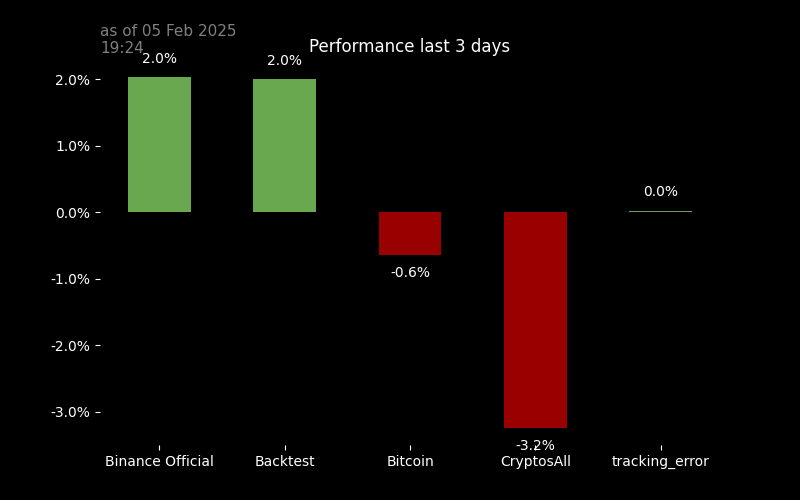 as of 05 Feb 2025
19:24
Performance last 3 days
2.0%
2.0%
2.0%
1.0%
0.0%
0.0%
-0.6%
-1.0%
-2.0%
-3.0%
-3.2%
Binance Official
Backtest
Bitcoin
CryptosAll
tracking_error